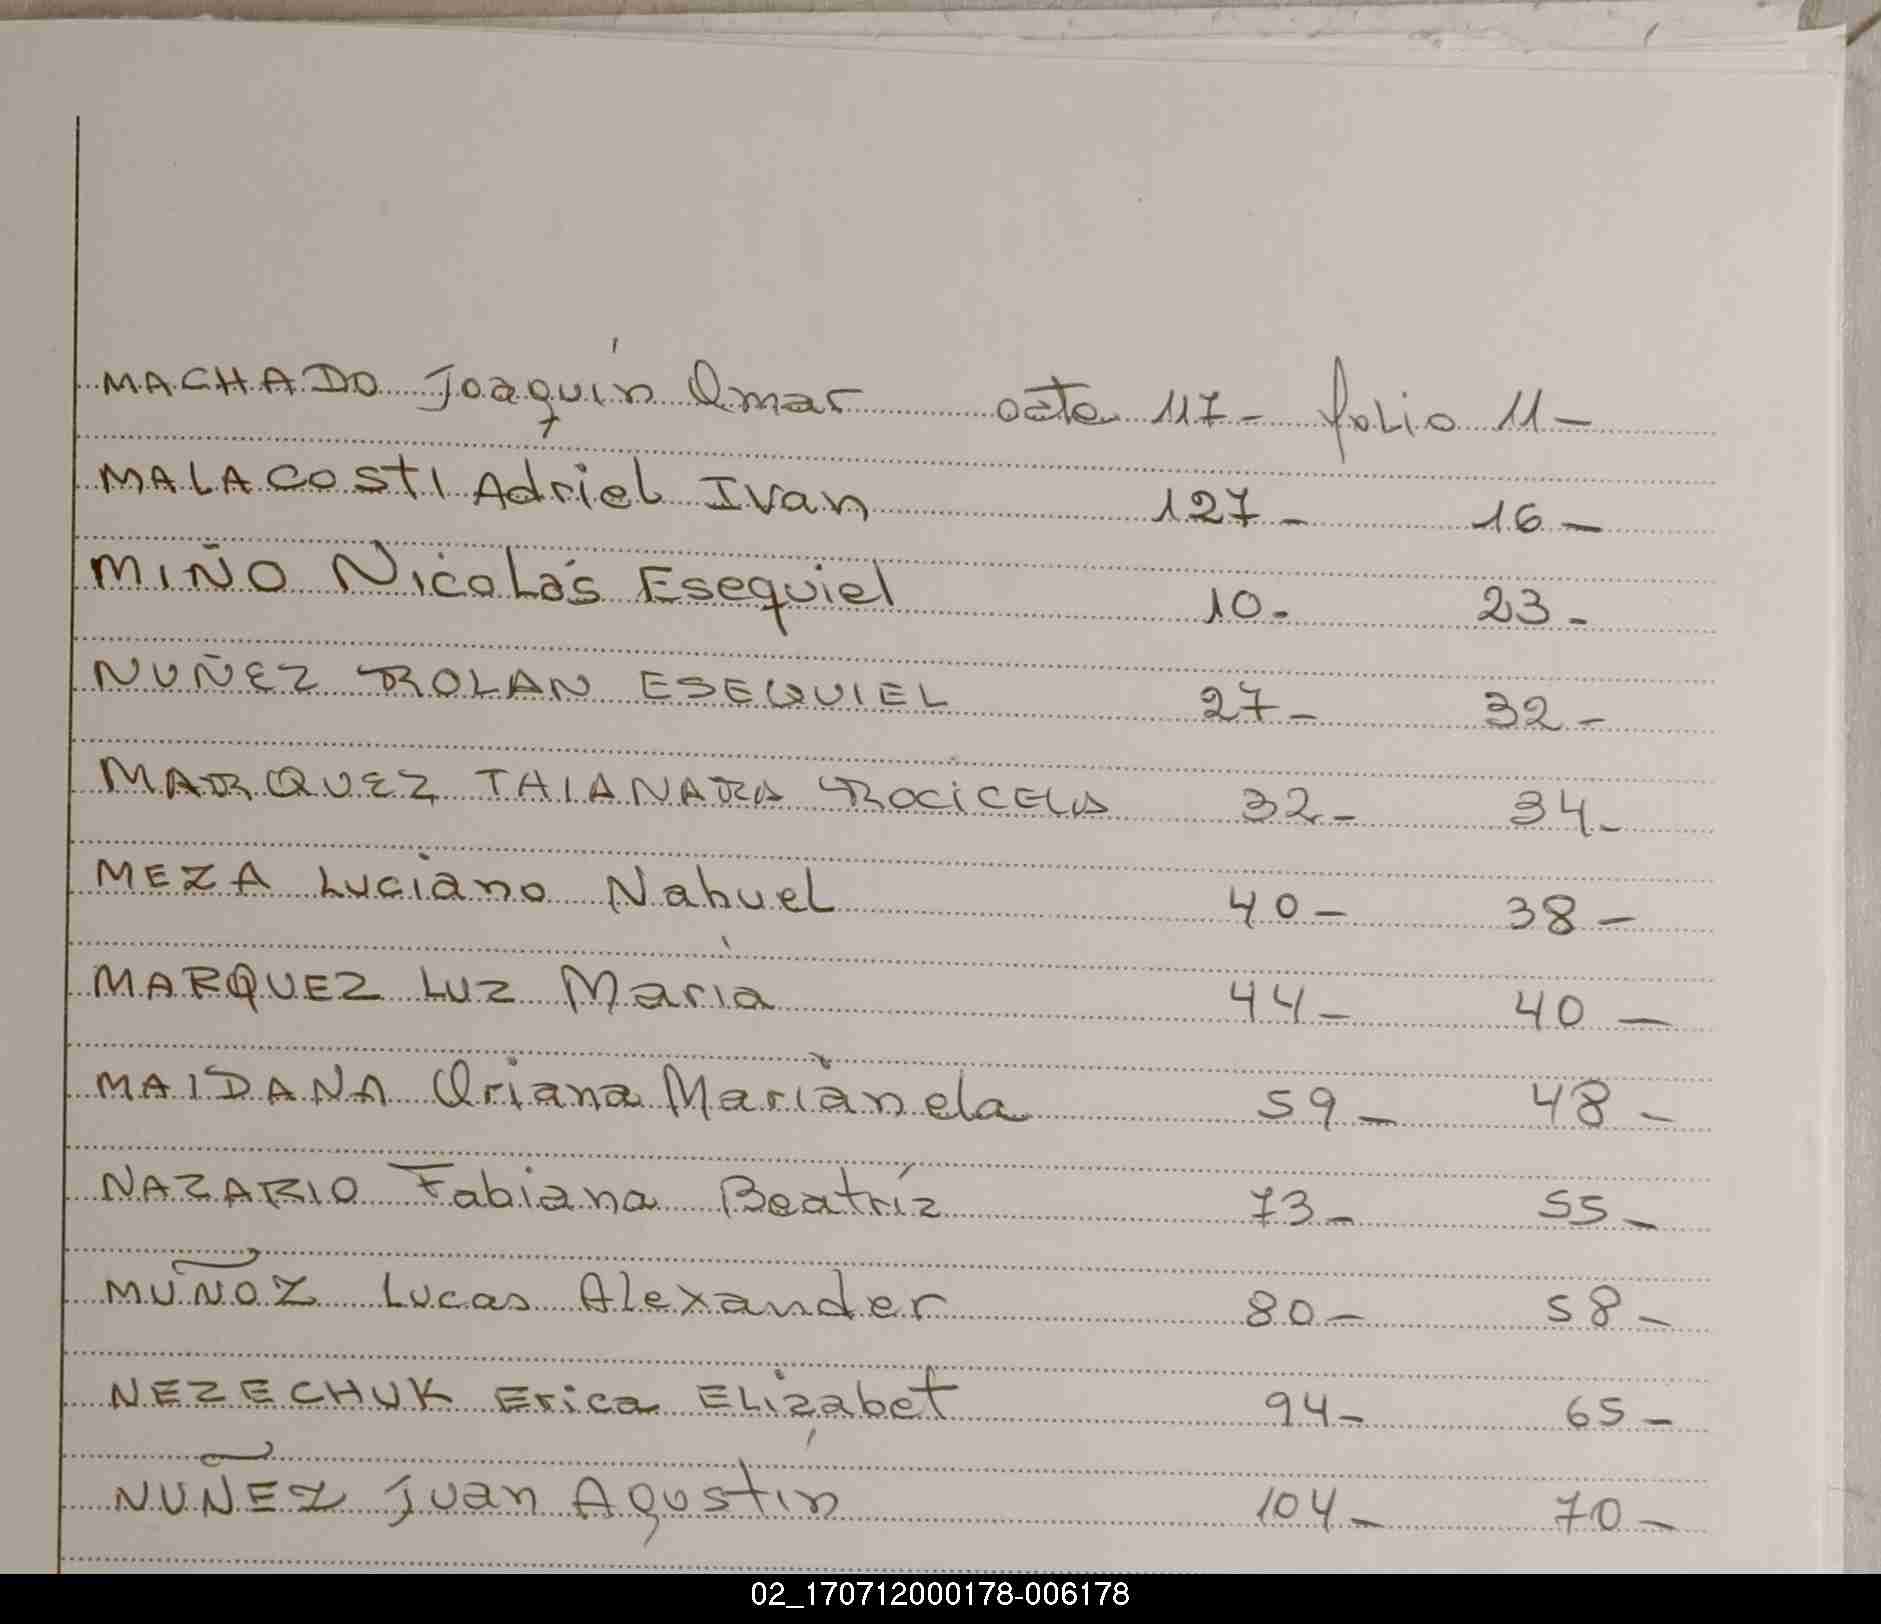 MACHADO Joaquín Omar acta 117- folio 11-
MALACOSTI Adriel Ivan 127- 16-
MIÑO Nicolás Esequiel 10- 23-
NUÑEZ ROLAN ESEQUIEL 27- 32-
MARQUEZ THIANARA ROCICELA 32- 34-
MEZA Luciano Nahuel 40- 38-
MARQUEZ LUZ María 44- 40-
MAIDANA Oriana Marianela 59- 48-
NAZARIO Fabiana Beatríz 73- 55-
MUÑOZ Lucas Alexander 80- 58-
NEZECHUK Erica Elizabet 94- 65-
NUÑEZ Juan Agustín 104- 70-
02_170712000178-006178